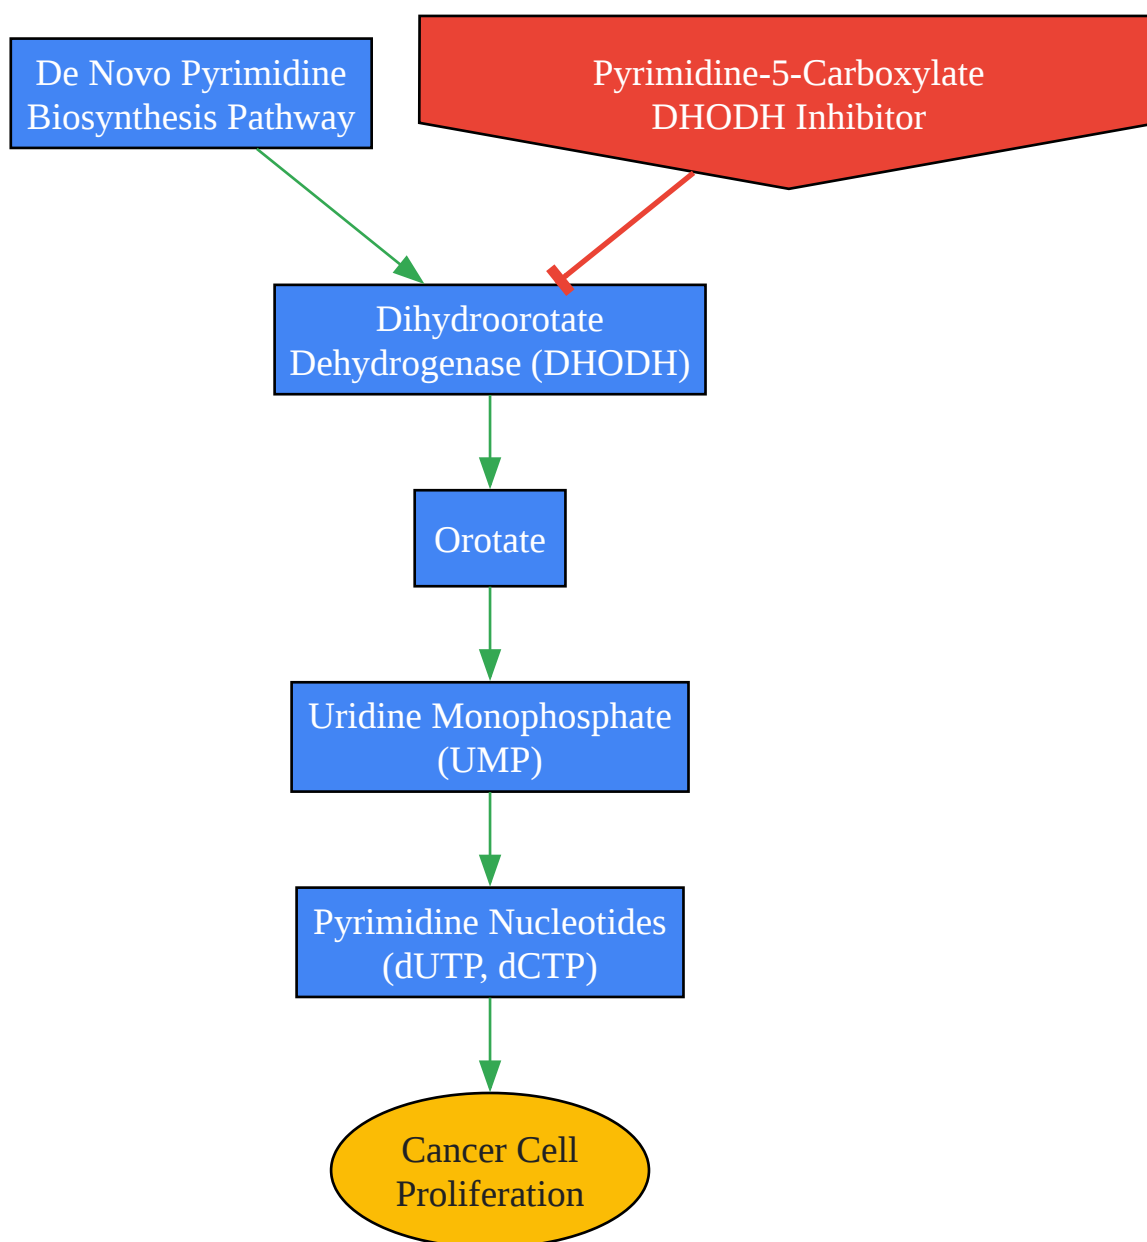 De Novo Pyrimidine
Biosynthesis Pathway
Pyrimidine-5-Carboxylate
DHODH Inhibitor
Dihydroorotate
Dehydrogenase (DHODH)
Orotate
Uridine Monophosphate
(UMP)
Pyrimidine Nucleotides
(dUTP, dCTP)
Cancer Cell
Proliferation